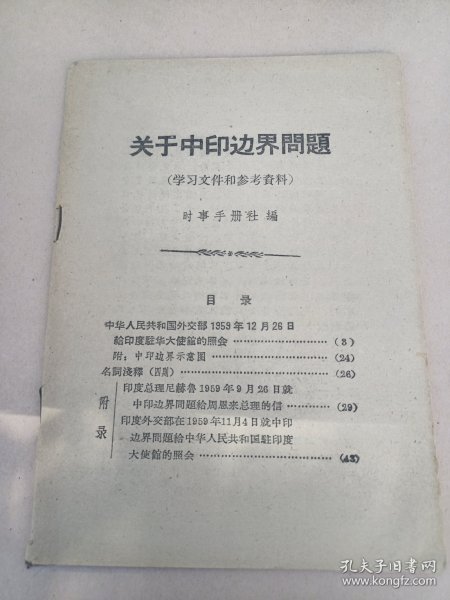 关于中印边界問題
(学习文件和参考資料)
时事手册社 編
目录
中华人民共和国外交部1959年12月26日
給印度駐华大使館的照会 ………………… (3)
附:中印边界示意图 ………………… (24)
名詞淺釋(四則) ………………… (26)
附录
印度总理尼赫鲁1959年9月26日就
中印边界問題給周恩来总理的信 ………………… (29)
印度外交部在1959年11月4日就中印
边界問題給中华人民共和国駐印度
大使館的照会 ………………… (43)
孔夫子旧书网
www.kongfz.com